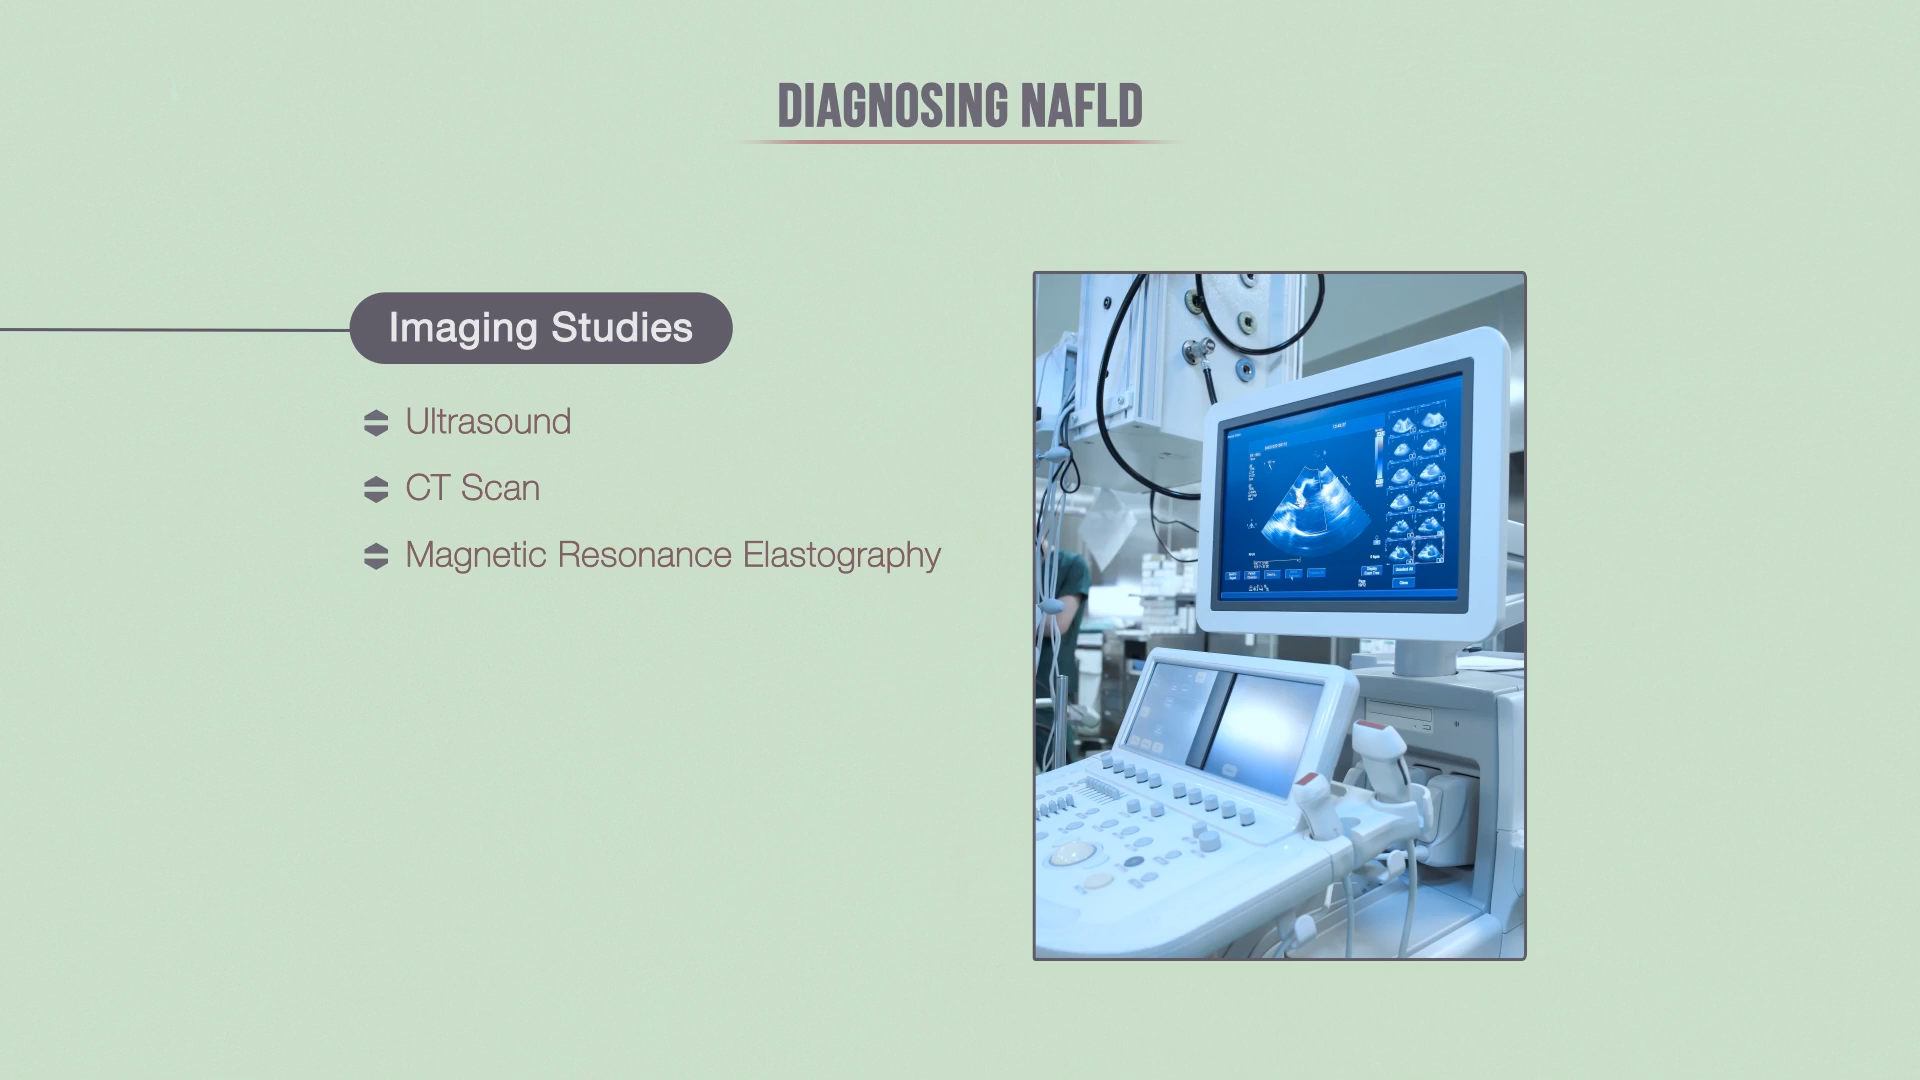 DIAGNOSING NAFLD
Imaging Studies
Ultrasound
CT Scan
Magnetic Resonance Elastography